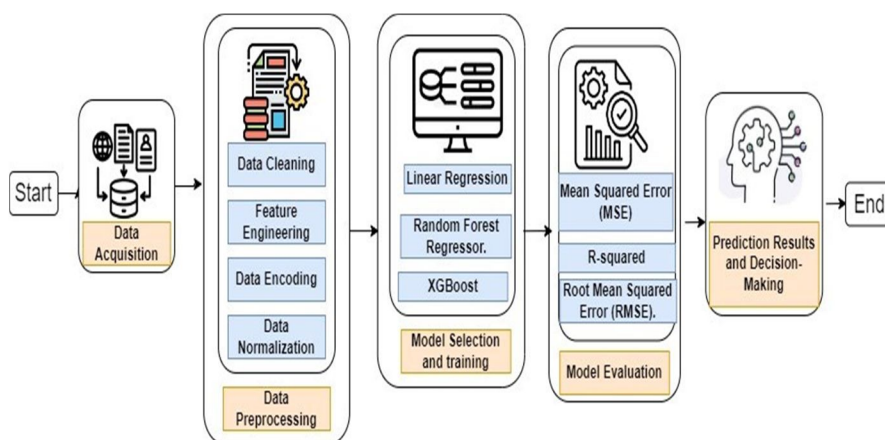 Start
Data
Acquisition
Data Cleaning
Feature
Engineering
Data Encoding
Data
Normalization
Data
Preprocessing
Linear Regression
Random Forest
Regressor.
XGBoost
Model Selection
and training
Mean Squared Error
(MSE)
R-squared
Root Mean Squared
Error (RMSE).
Model Evaluation
Prediction Results
and Decision-
Making
End